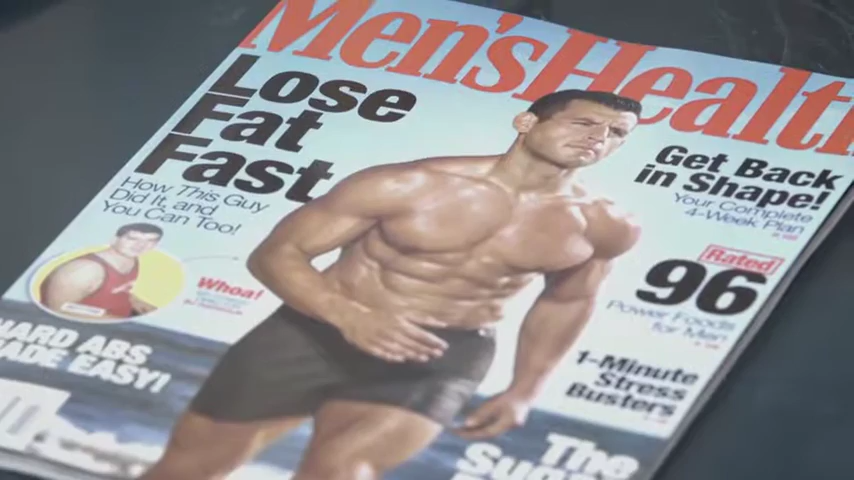 Men'sHealth
Lose
Fat
Fast
How This Guy
Did It, and
You Can Too!
Whoa!
HARD ABS
MADE EASY!
Get Back
in Shape!
Your Complete
4-Week Plan
Rated
96
Power Foods
for Men
1-Minute
Stress
Busters
The